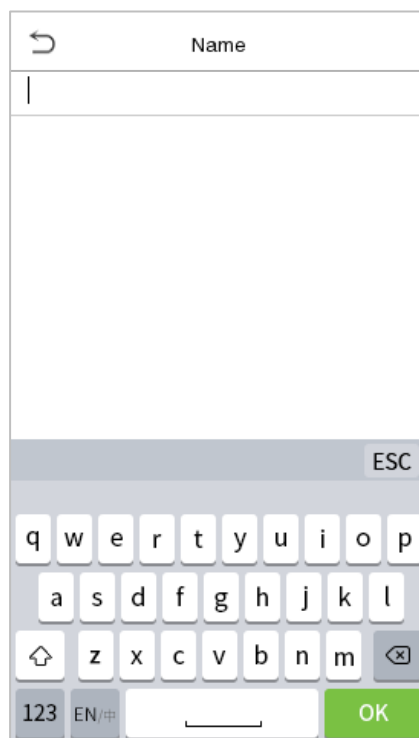 Name
ESC
q w e r t y u i o p
a s d f g h j k l
z x c v b n m
123 EN/中 OK